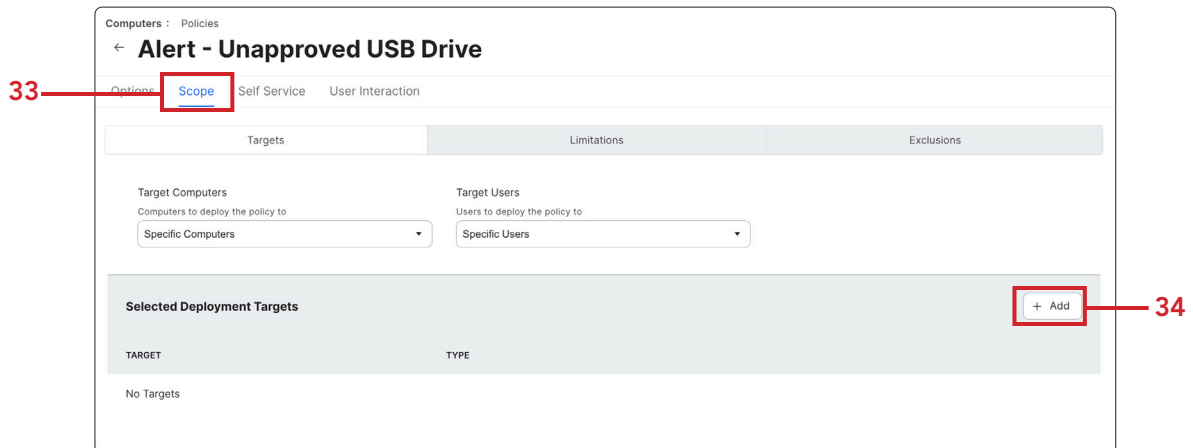 Computers : Policies
← Alert - Unapproved USB Drive
33
Options Scope Self Service User Interaction
Targets Limitations Exclusions
Target Computers Target Users
Computers to deploy the policy to Users to deploy the policy to
Specific Computers Specific Users
Selected Deployment Targets + Add
34
TARGET TYPE
No Targets